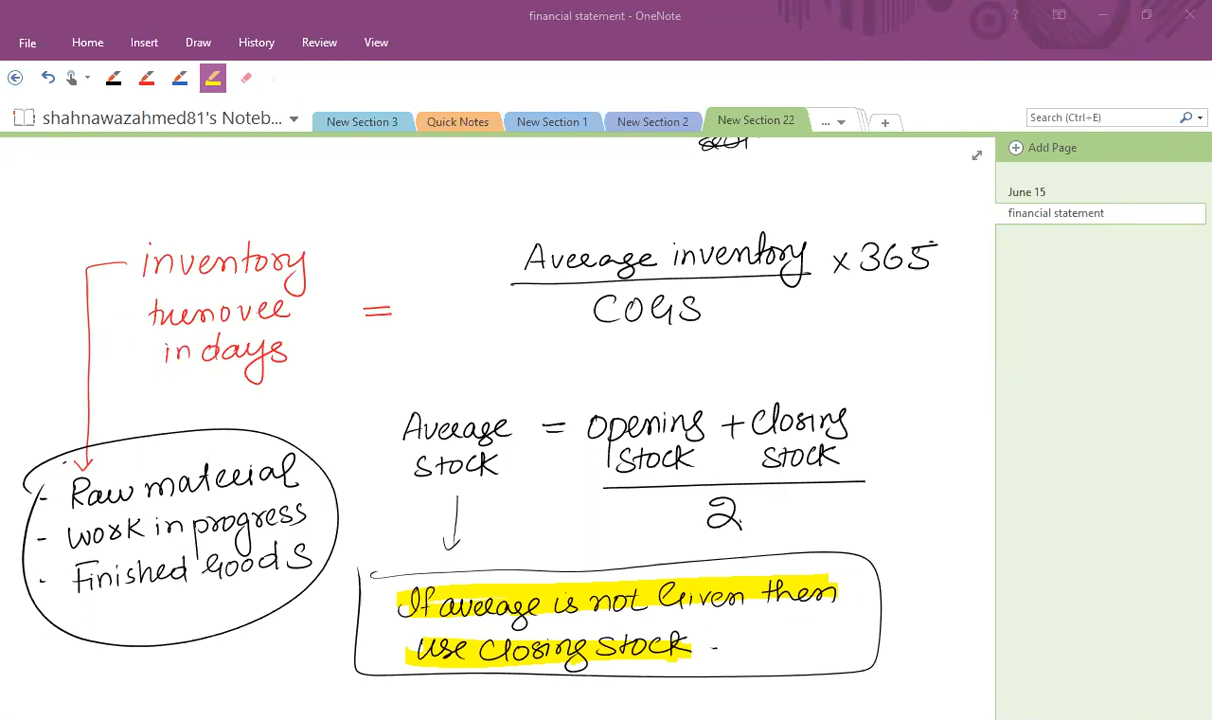 financial statement - OneNote
?
File Home Insert Draw History Review View
shahnawazahmed81's Noteb... New Section 3 Quick Notes New Section 1 New Section 2 New Section 22 ... + Search (Ctrl+E)
Add Page
June 15
financial statement
inventory turnover in days = Average inventory × 365
COGS
Average stock = opening stock + closing stock
2
- Raw material
- work in progress
- Finished Goods
If average is not Given then
use closing stock.